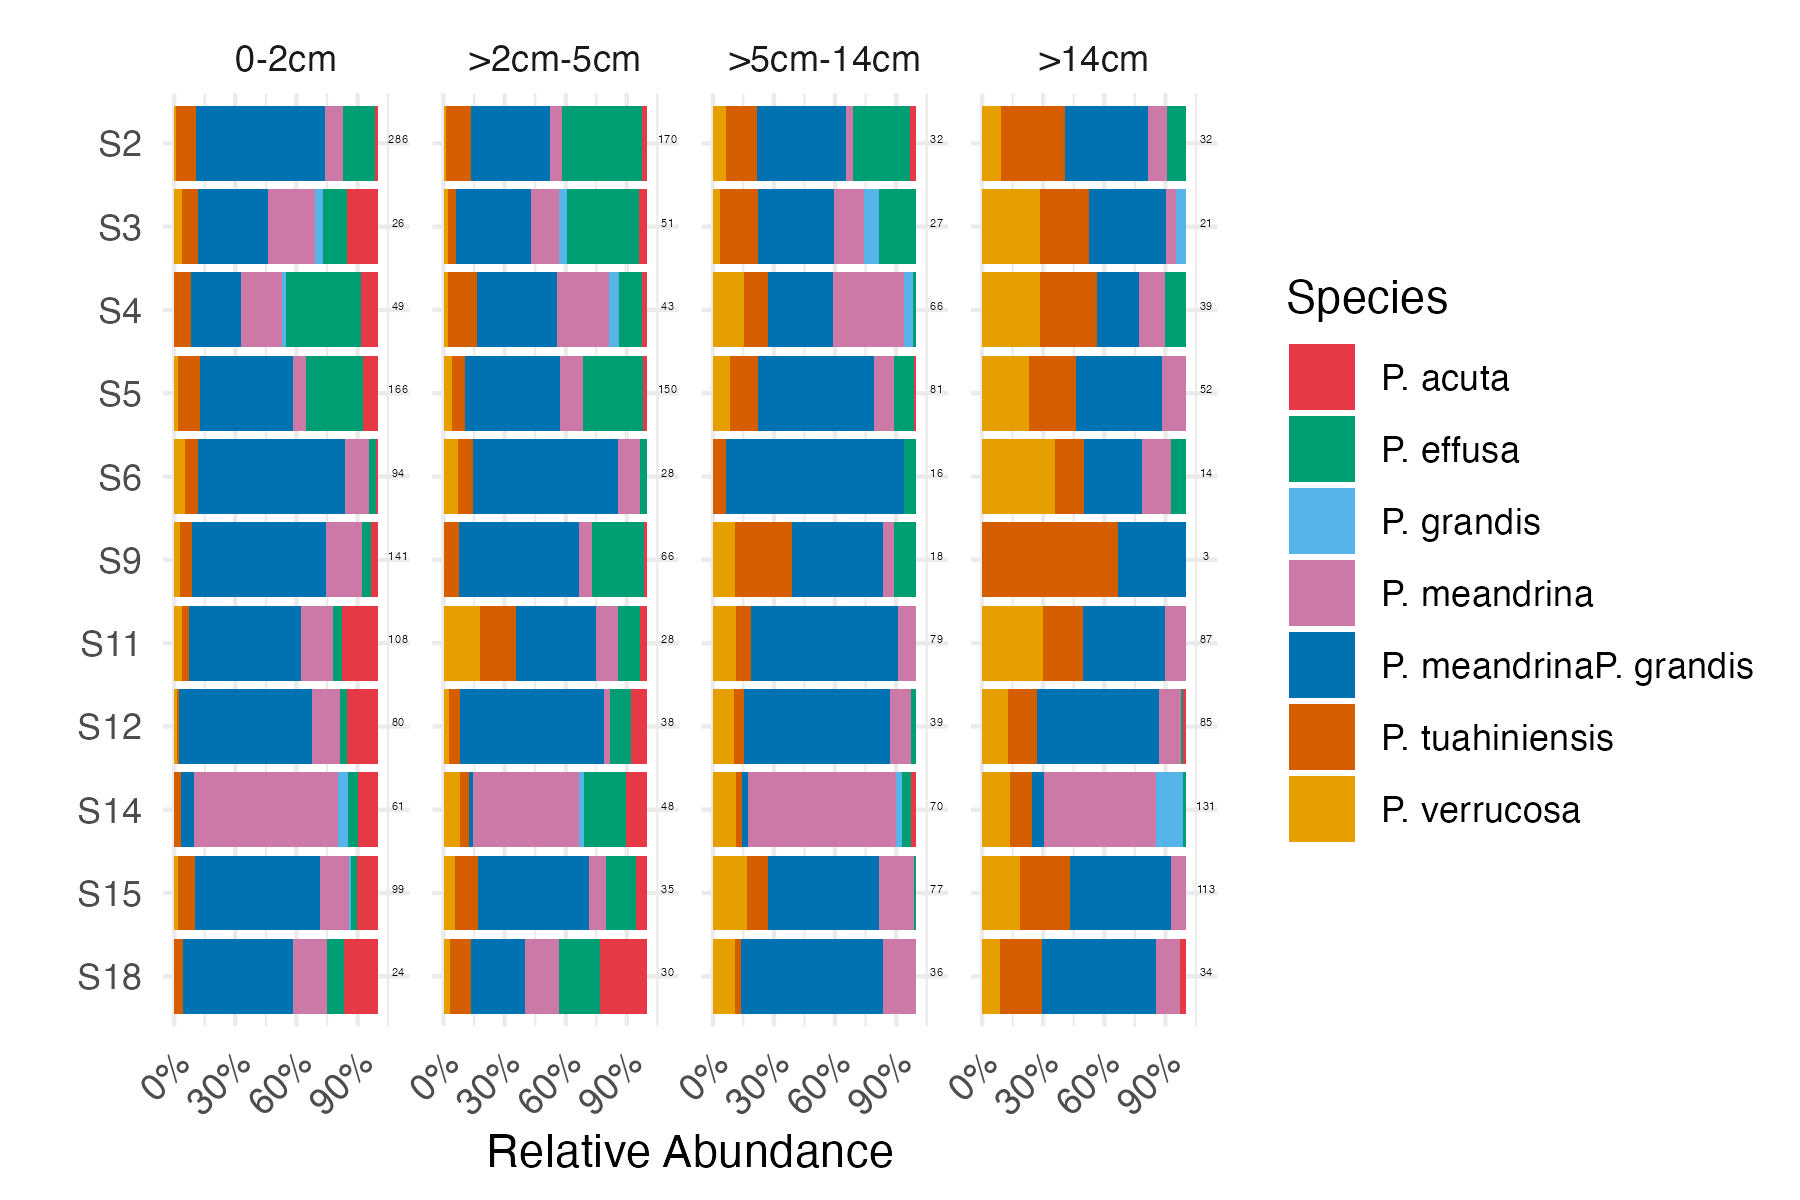 0-2cm >2cm-5cm >5cm-14cm >14cm
S2 286 170 32 32
S3 26 51 27 21
S4 49 43 66 39
S5 166 150 81 52
S6 94 28 16 14
S9 141 66 18 3
S11 108 28 79 87
S12 80 38 39 85
S14 61 48 70 131
S15 99 35 77 113
S18 24 30 36 34
0% 30% 60% 90% 0% 30% 60% 90% 0% 30% 60% 90% 0% 30% 60% 90%
Relative Abundance
Species
P. acuta
P. effusa
P. grandis
P. meandrina
P. meandrinaP. grandis
P. tuahiniensis
P. verrucosa